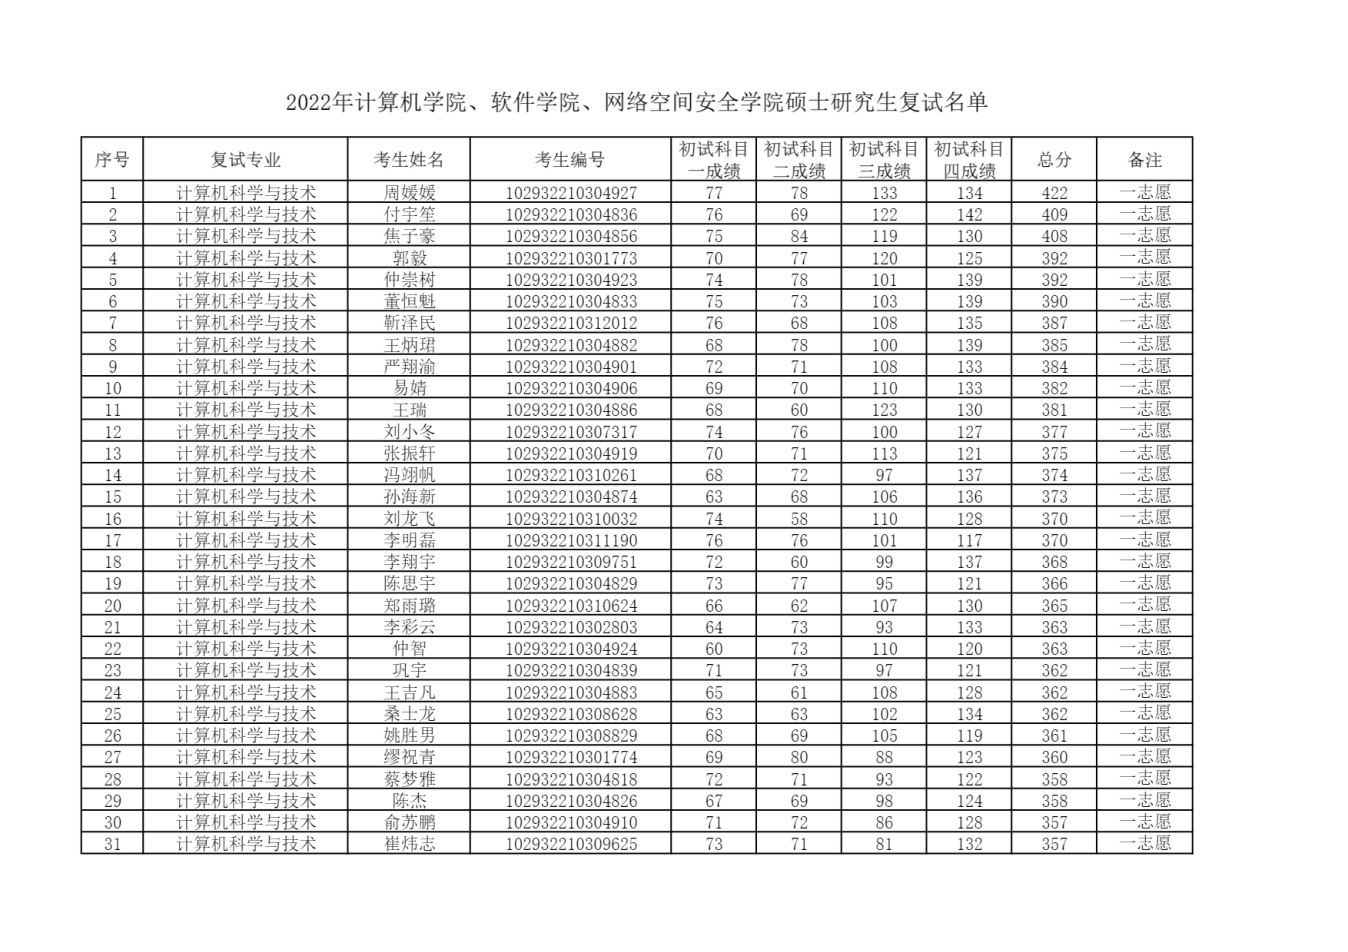 2022年计算机学院、软件学院、网络空间安全学院硕士研究生复试名单
序号 复试专业 考生姓名 考生编号 初试科目一成绩 初试科目二成绩 初试科目三成绩 初试科目四成绩 总分 备注
1 计算机科学与技术 周媛媛 102932210304927 77 78 133 134 422 一志愿
2 计算机科学与技术 付宇笙 102932210304836 76 69 122 142 409 一志愿
3 计算机科学与技术 焦子豪 102932210304856 75 84 119 130 408 一志愿
4 计算机科学与技术 郭毅 102932210301773 70 77 120 125 392 一志愿
5 计算机科学与技术 仲崇树 102932210304923 74 78 101 139 392 一志愿
6 计算机科学与技术 董恒魁 102932210304833 75 73 103 139 390 一志愿
7 计算机科学与技术 靳泽民 102932210312012 76 68 108 135 387 一志愿
8 计算机科学与技术 王炳珺 102932210304882 68 78 100 139 385 一志愿
9 计算机科学与技术 严翔渝 102932210304901 72 71 108 133 384 一志愿
10 计算机科学与技术 易婧 102932210304906 69 70 110 133 382 一志愿
11 计算机科学与技术 王瑞 102932210304886 68 60 123 130 381 一志愿
12 计算机科学与技术 刘小冬 102932210307317 74 76 100 127 377 一志愿
13 计算机科学与技术 张振轩 102932210304919 70 71 113 121 375 一志愿
14 计算机科学与技术 冯翊帆 102932210310261 68 72 97 137 374 一志愿
15 计算机科学与技术 孙海新 102932210304874 63 68 106 136 373 一志愿
16 计算机科学与技术 刘龙飞 102932210310032 74 58 110 128 370 一志愿
17 计算机科学与技术 李明磊 102932210311190 76 76 101 117 370 一志愿
18 计算机科学与技术 李翔宇 102932210309751 72 60 99 137 368 一志愿
19 计算机科学与技术 陈思宇 102932210304829 73 77 95 121 366 一志愿
20 计算机科学与技术 郑雨璐 102932210310624 66 62 107 130 365 一志愿
21 计算机科学与技术 李彩云 102932210302803 64 73 93 133 363 一志愿
22 计算机科学与技术 仲智 102932210304924 60 73 110 120 363 一志愿
23 计算机科学与技术 巩宇 102932210304839 71 73 97 121 362 一志愿
24 计算机科学与技术 王吉凡 102932210304883 65 61 108 128 362 一志愿
25 计算机科学与技术 桑士龙 102932210308628 63 63 102 134 362 一志愿
26 计算机科学与技术 姚胜男 102932210308829 68 69 105 119 361 一志愿
27 计算机科学与技术 缪祝青 102932210301774 69 80 88 123 360 一志愿
28 计算机科学与技术 蔡梦雅 102932210304818 72 71 93 122 358 一志愿
29 计算机科学与技术 陈杰 102932210304826 67 69 98 124 358 一志愿
30 计算机科学与技术 俞苏鹏 102932210304910 71 72 86 128 357 一志愿
31 计算机科学与技术 崔炜志 102932210309625 73 71 81 132 357 一志愿